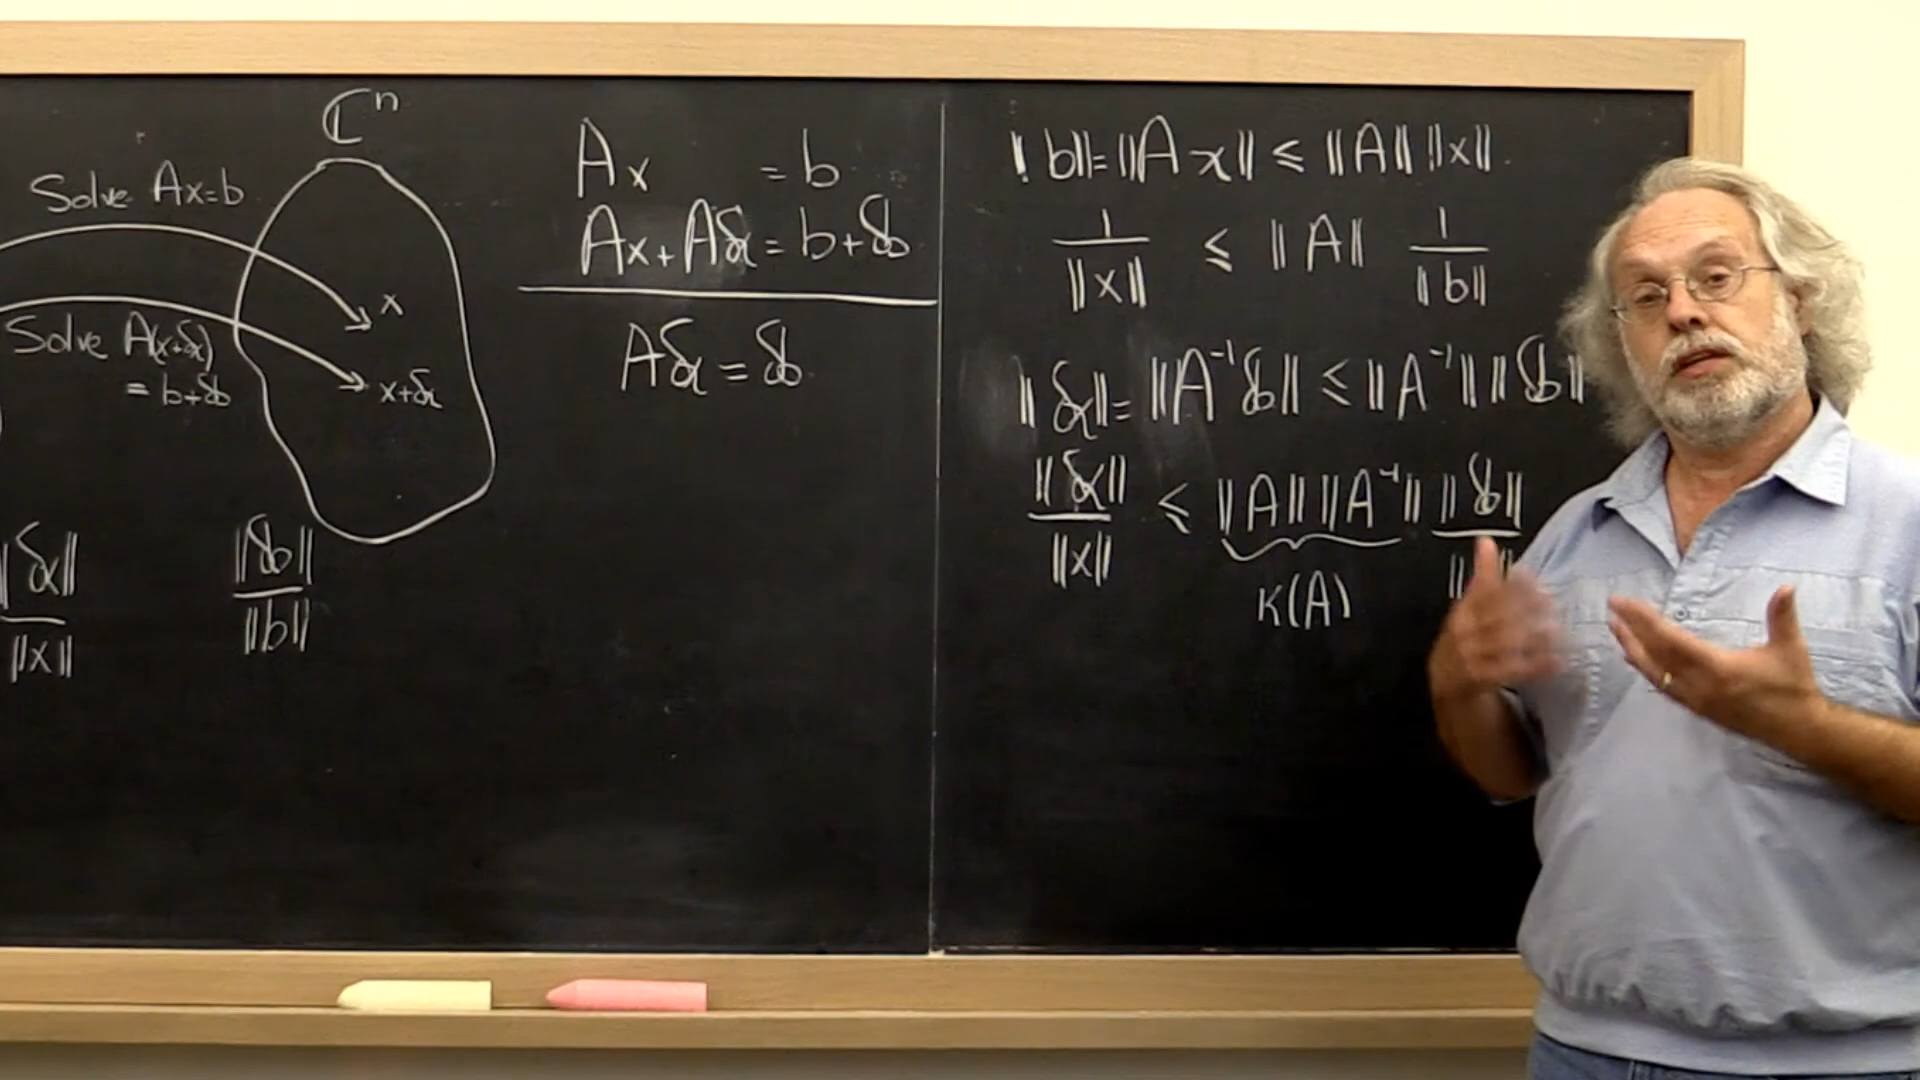 ℂⁿ
Solve Ax=b
x
Solve A(x+δx)
= b+δb
x+δx
‖δx‖ / ‖x‖
‖δb‖ / ‖b‖
Ax = b
Ax + Aδx = b+δb
Aδx = δb
‖b‖=‖Ax‖ ≤ ‖A‖ ‖x‖.
1 / ‖x‖ ≤ ‖A‖ 1 / ‖b‖
‖δx‖=‖A⁻¹δb‖ ≤ ‖A⁻¹‖ ‖δb‖
‖δx‖ / ‖x‖ ≤ ‖A‖ ‖A⁻¹‖ ‖δb‖ /
κ(A)